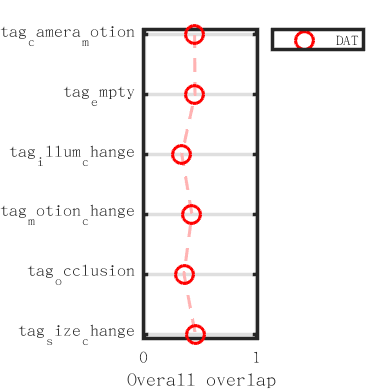 tag_camera_motion
DAT
tag_empty
tag_illum_change
tag_motion_change
tag_occlusion
tag_size_change
0 1
Overall overlap